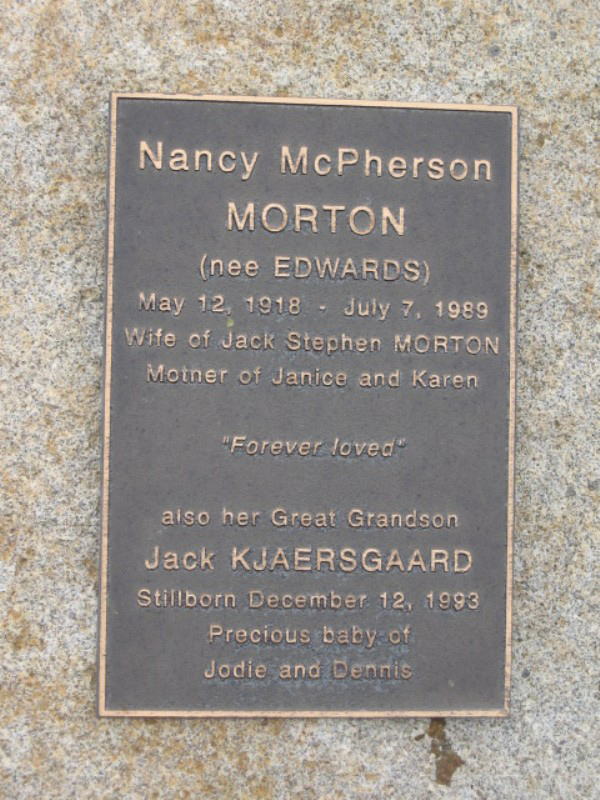 Nancy McPherson
MORTON
(nee EDWARDS)
May 12, 1918 - July 7, 1989
Wife of Jack Stephen MORTON
Mother of Janice and Karen
"Forever loved"
also her Great Grandson
Jack KJAERSGAARD
Stillborn December 12, 1993
Precious baby of
Jodie and Dennis